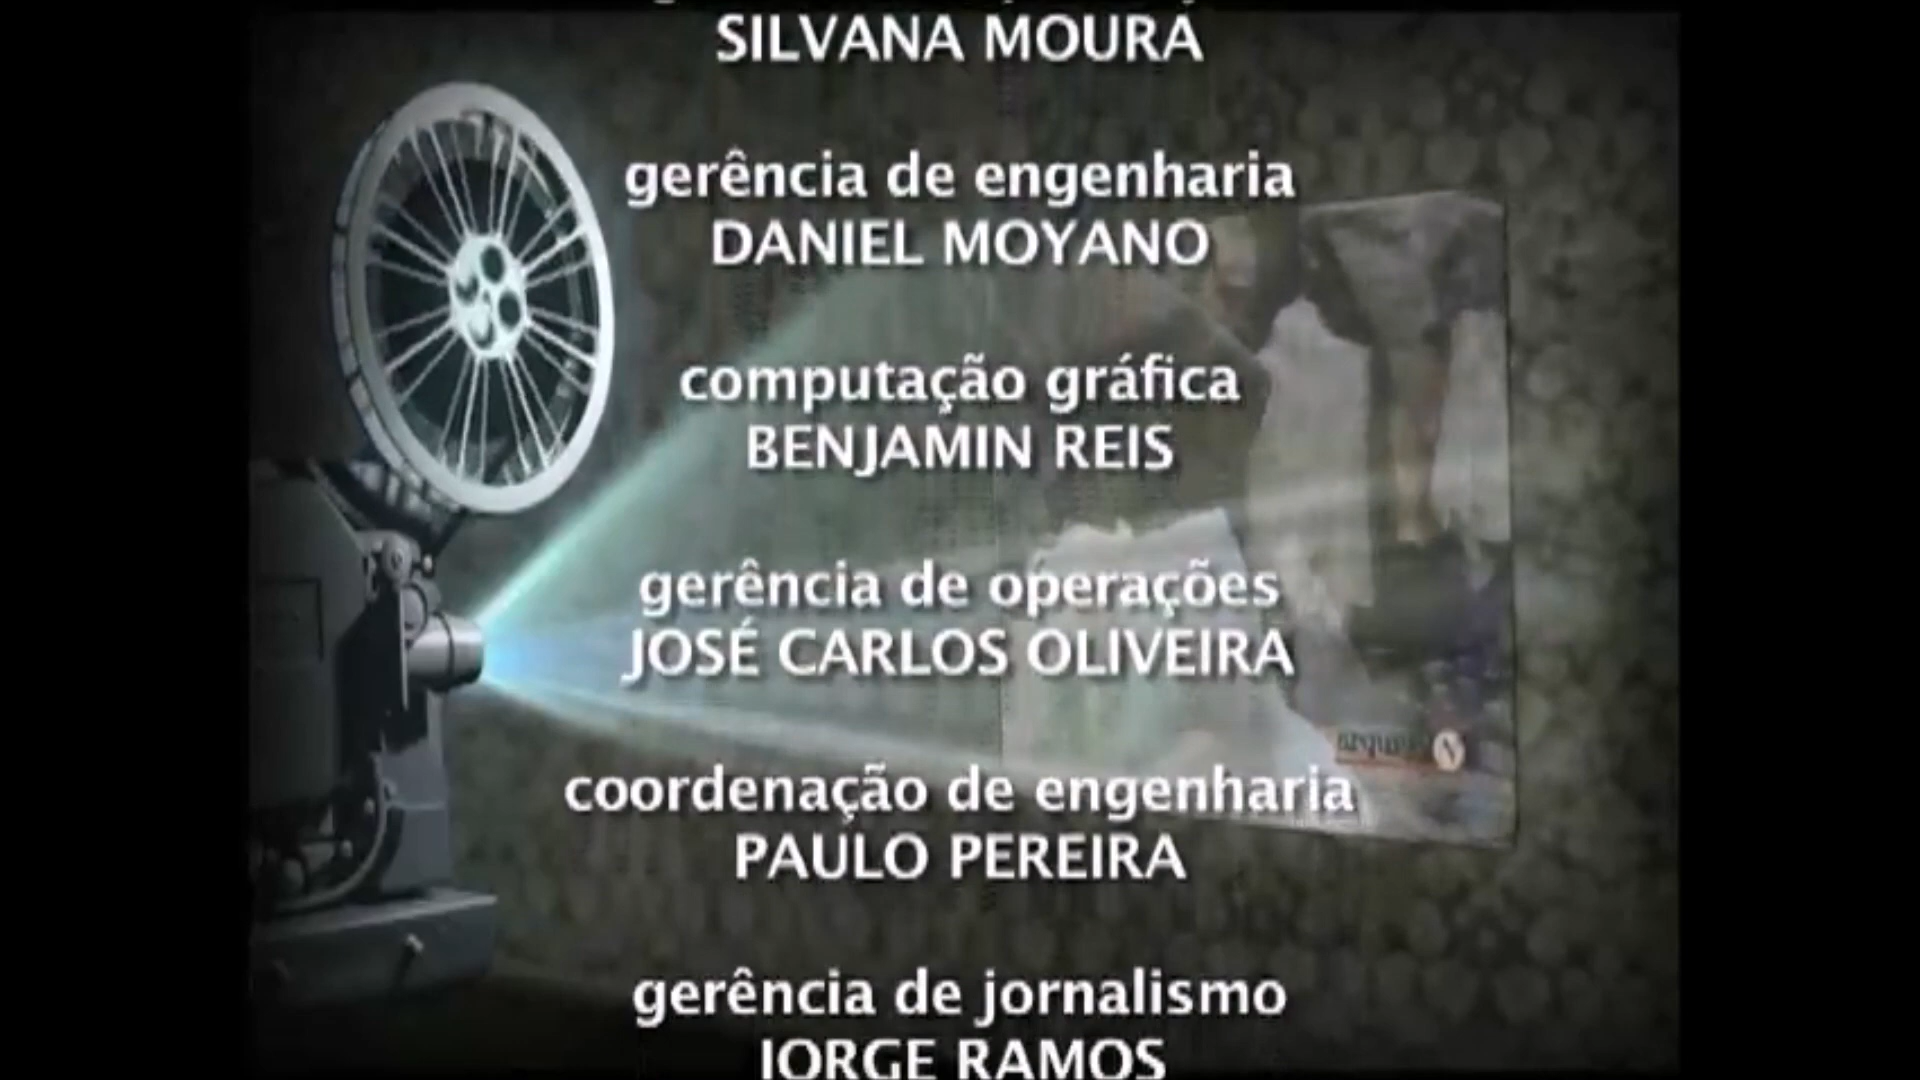 SILVANA MOURA
gerência de engenharia
DANIEL MOYANO
computação gráfica
BENJAMIN REIS
gerência de operações
JOSÉ CARLOS OLIVEIRA
coordenação de engenharia
PAULO PEREIRA
gerência de jornalismo
JORGE RAMOS